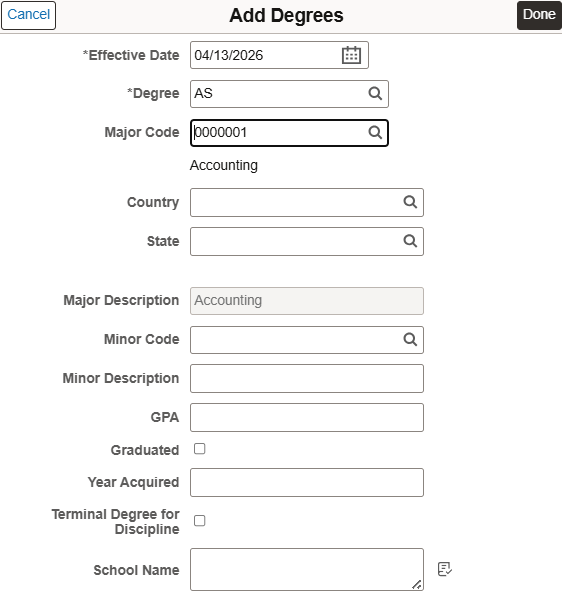 Cancel
Add Degrees
Done
*Effective Date 04/13/2026
*Degree AS
Major Code 0000001
Accounting
Country
State
Major Description Accounting
Minor Code
Minor Description
GPA
Graduated
Year Acquired
Terminal Degree for
Discipline
School Name